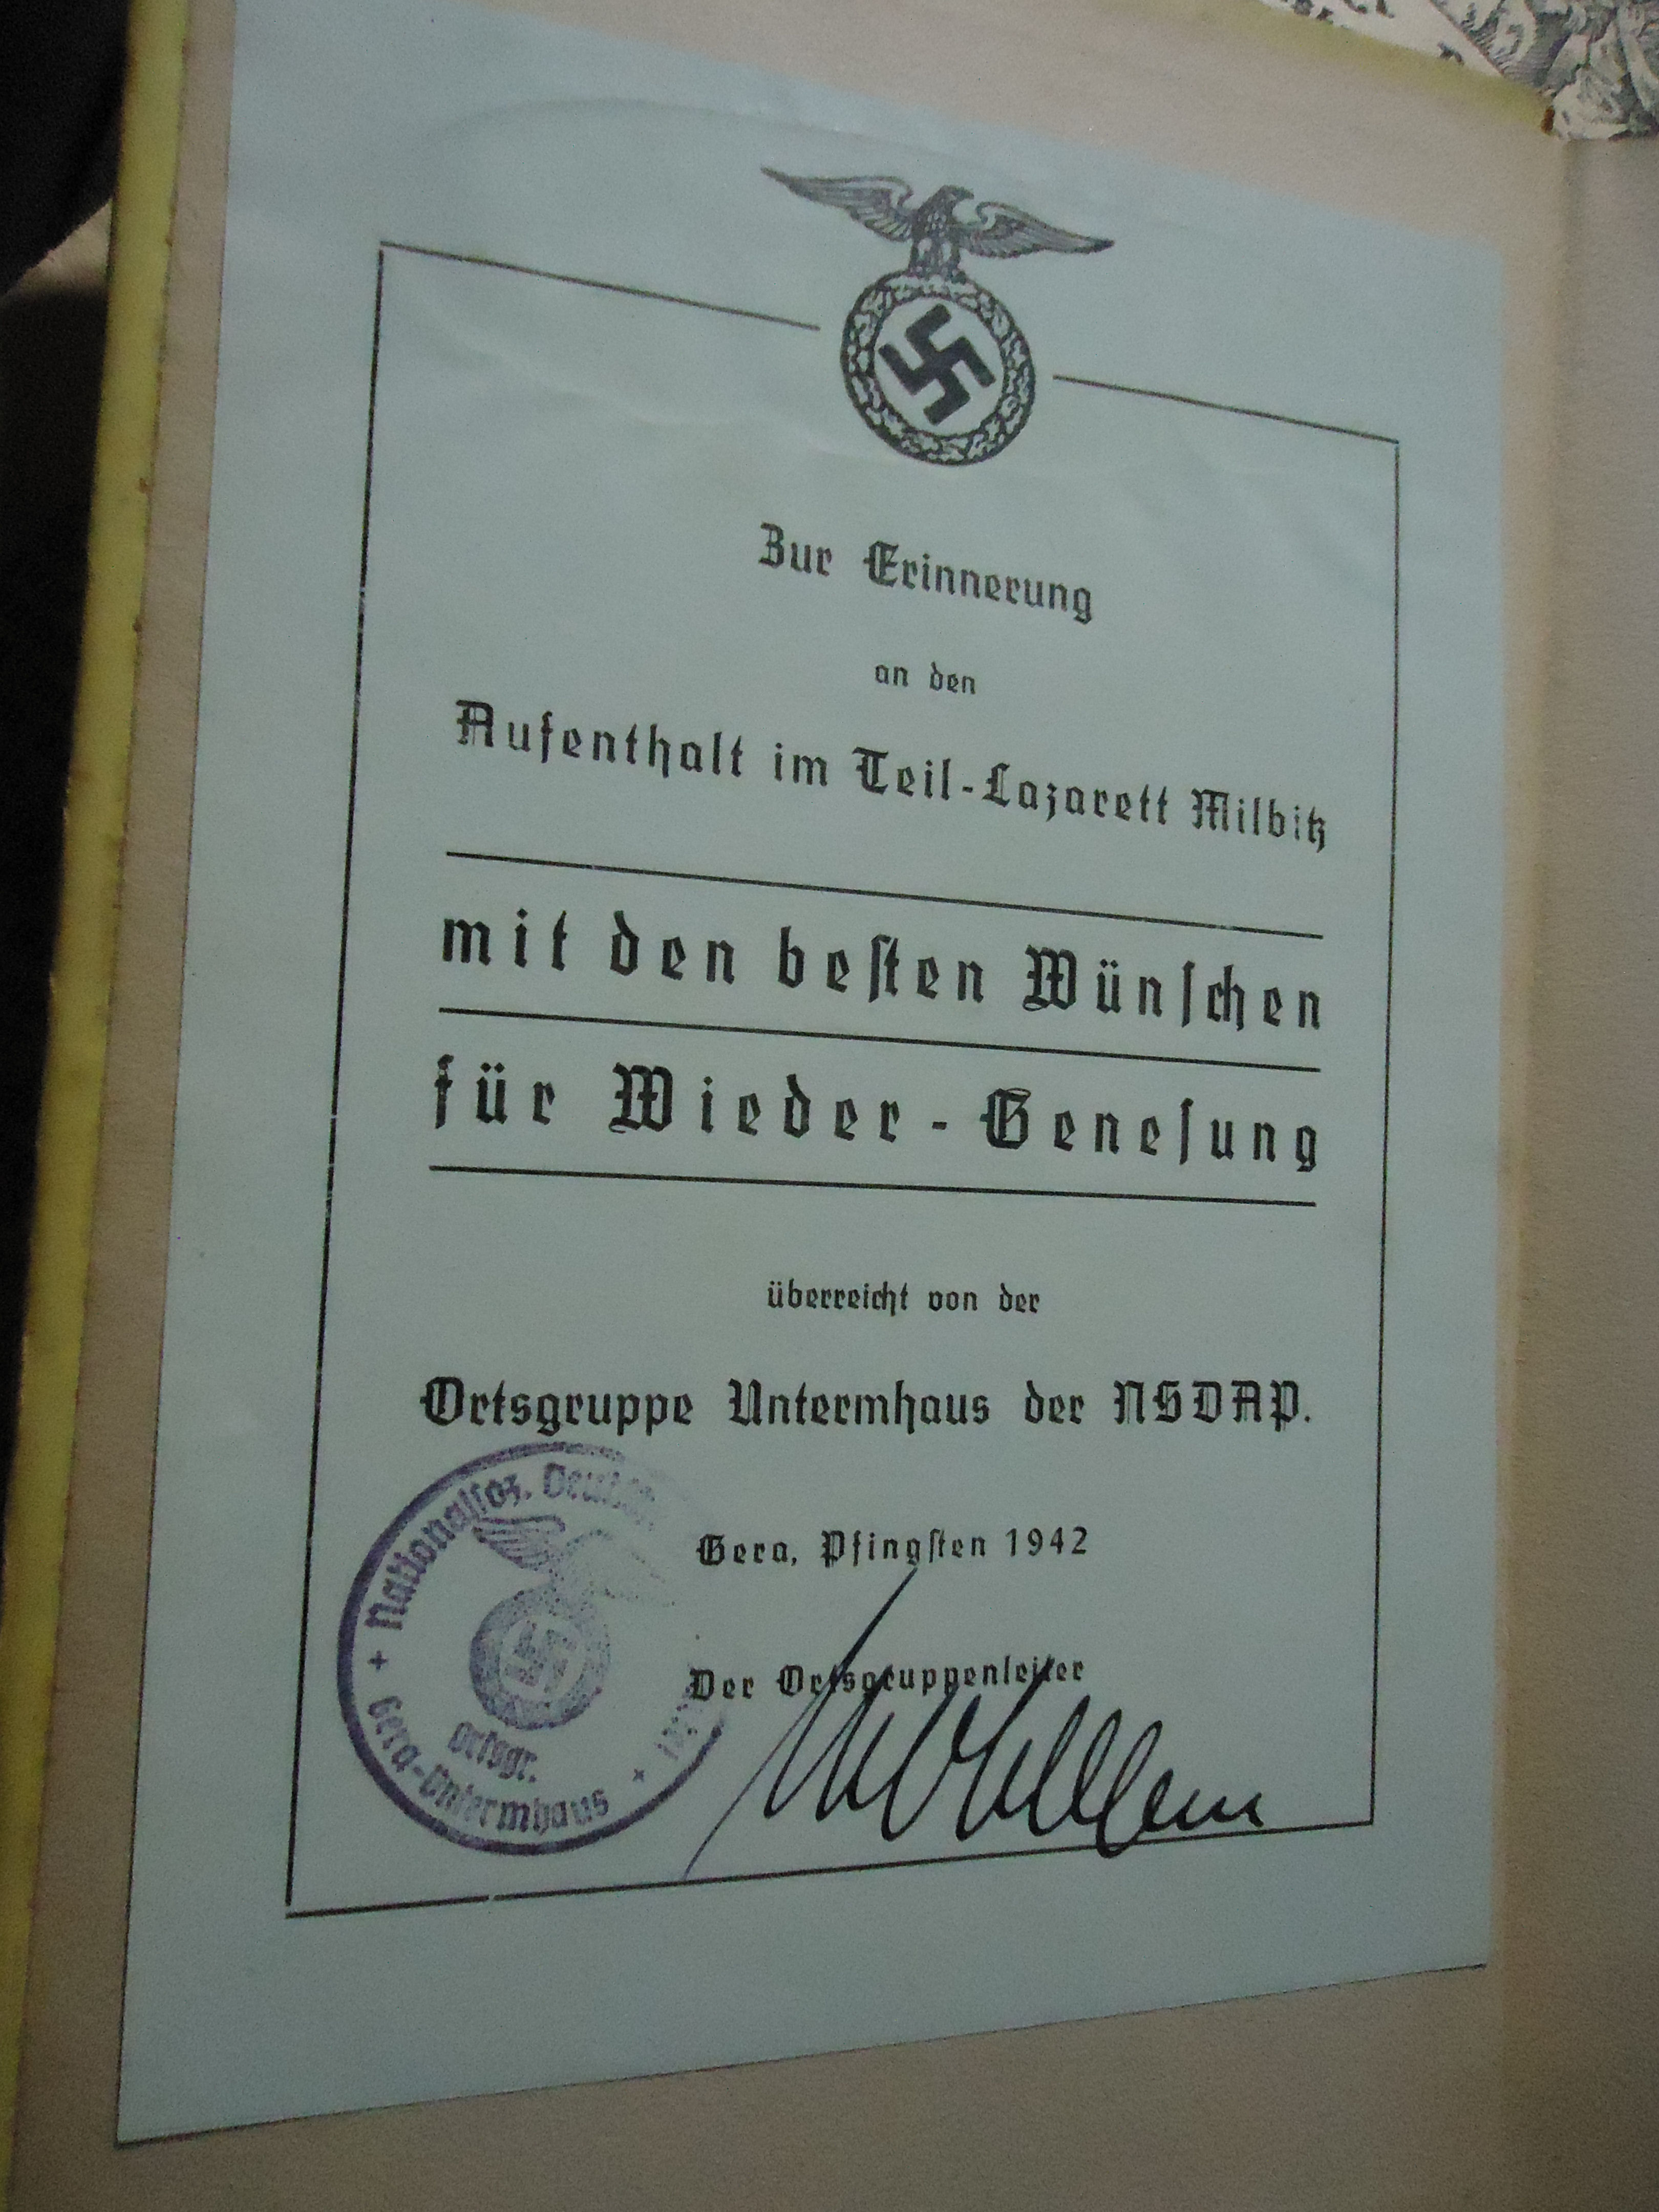 Zur Erinnerung
an den
Aufenthalt im Teil-Lazarett Milbitz
mit den beſten Wünſchen
für Wieder-Geneſung
überreicht von der
Ortsgruppe Untermhaus der NSDAP.
Gera, Pfingſten 1942
Der Ortsgruppenleiter
Nationalſoz.
Ortsgr.
Gera-Untermhaus